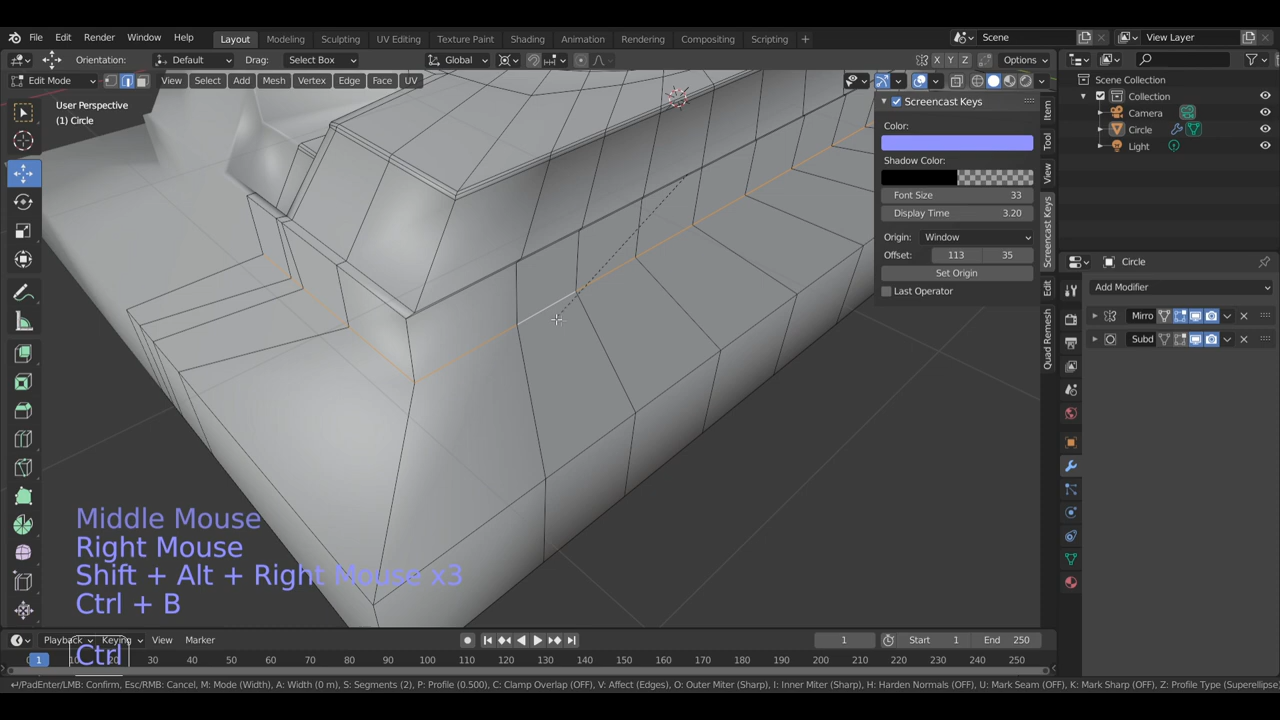 File Edit Render Window Help Layout Modeling Sculpting UV Editing Texture Paint Shading Animation Rendering Compositing Scripting + Scene View Layer
Orientation: Default Drag: Select Box Global X Y Z Options
Edit Mode View Select Add Mesh Vertex Edge Face UV
User Perspective
(1) Circle
Screencast Keys
Color:
Shadow Color:
Font Size 33
Display Time 3.20
Origin: Window
Offset: 113 35
Set Origin
Last Operator
Item
Tool
View
Screencast Keys
Edit
Quad Remesh
Scene Collection
Collection
Camera
Circle
Light
Circle
Add Modifier
Mirro
Subd
Middle Mouse
Right Mouse
Shift + Alt + Right Mouse x3
Ctrl + B
Ctrl
Playback Keying View Marker 1 Start 1 End 250
1 30 40 50 60 70 80 90 100 110 120 130 140 150 160 170 180 190 200 210 220 230 240 250
/PadEnter/LMB: Confirm, Esc/RMB: Cancel, M: Mode (Width), A: Width (0 m), S: Segments (2), P: Profile (0.500), C: Clamp Overlap (OFF), V: Affect (Edges), O: Outer Miter (Sharp), I: Inner Miter (Sharp), H: Harden Normals (OFF), U: Mark Seam (OFF), K: Mark Sharp (OFF), Z: Profile Type (Superellipse)